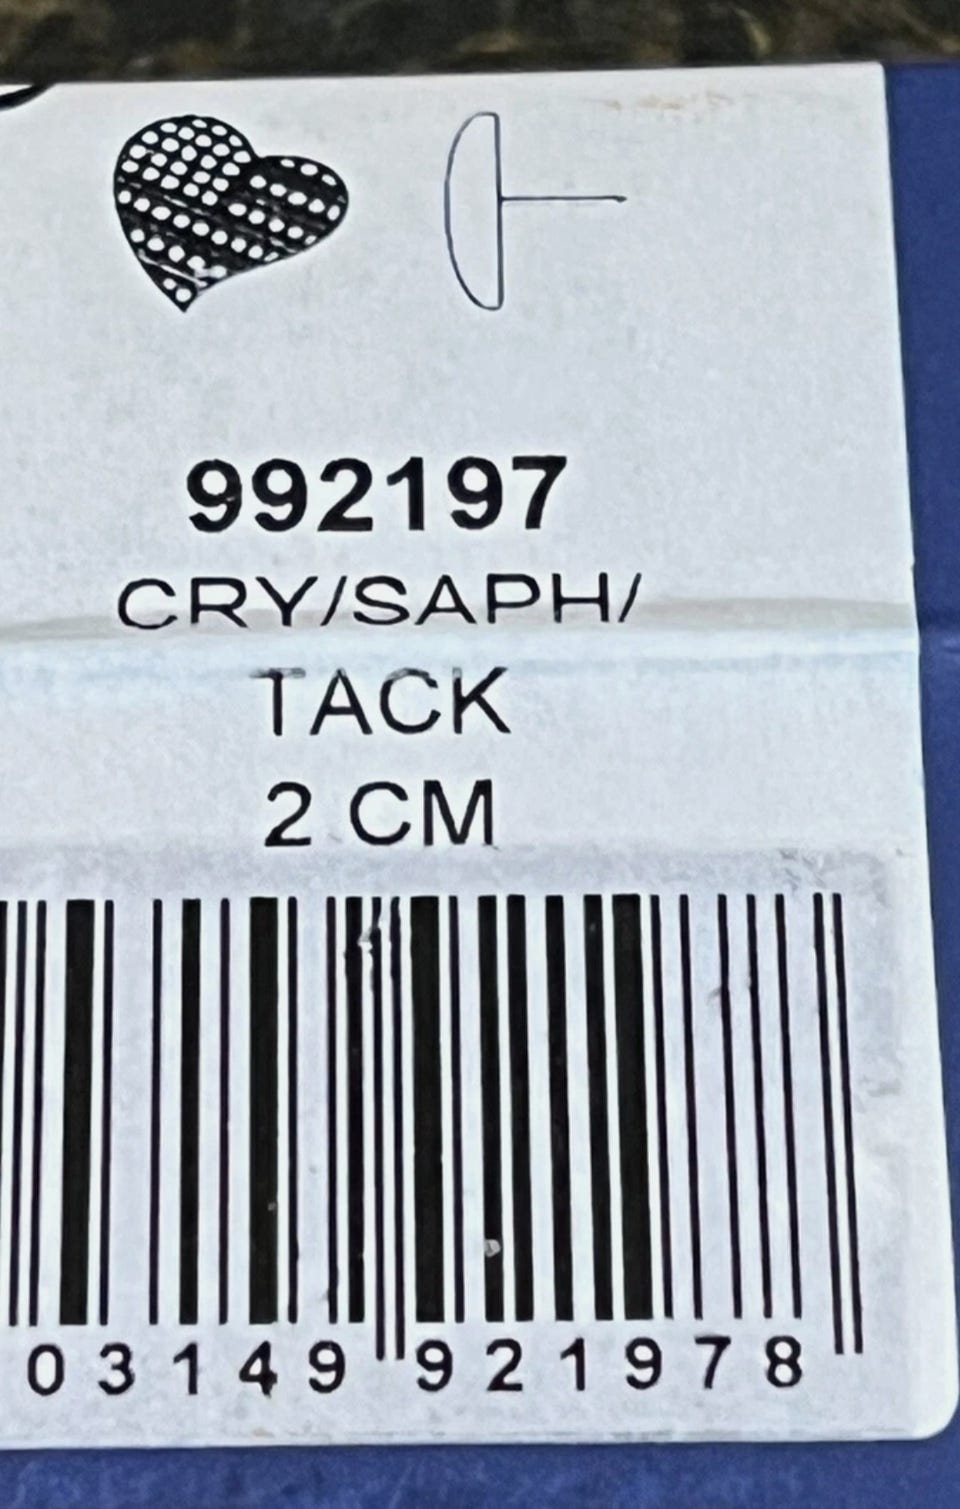 992197
CRY/SAPH/
TACK
2 CM
03149 921978